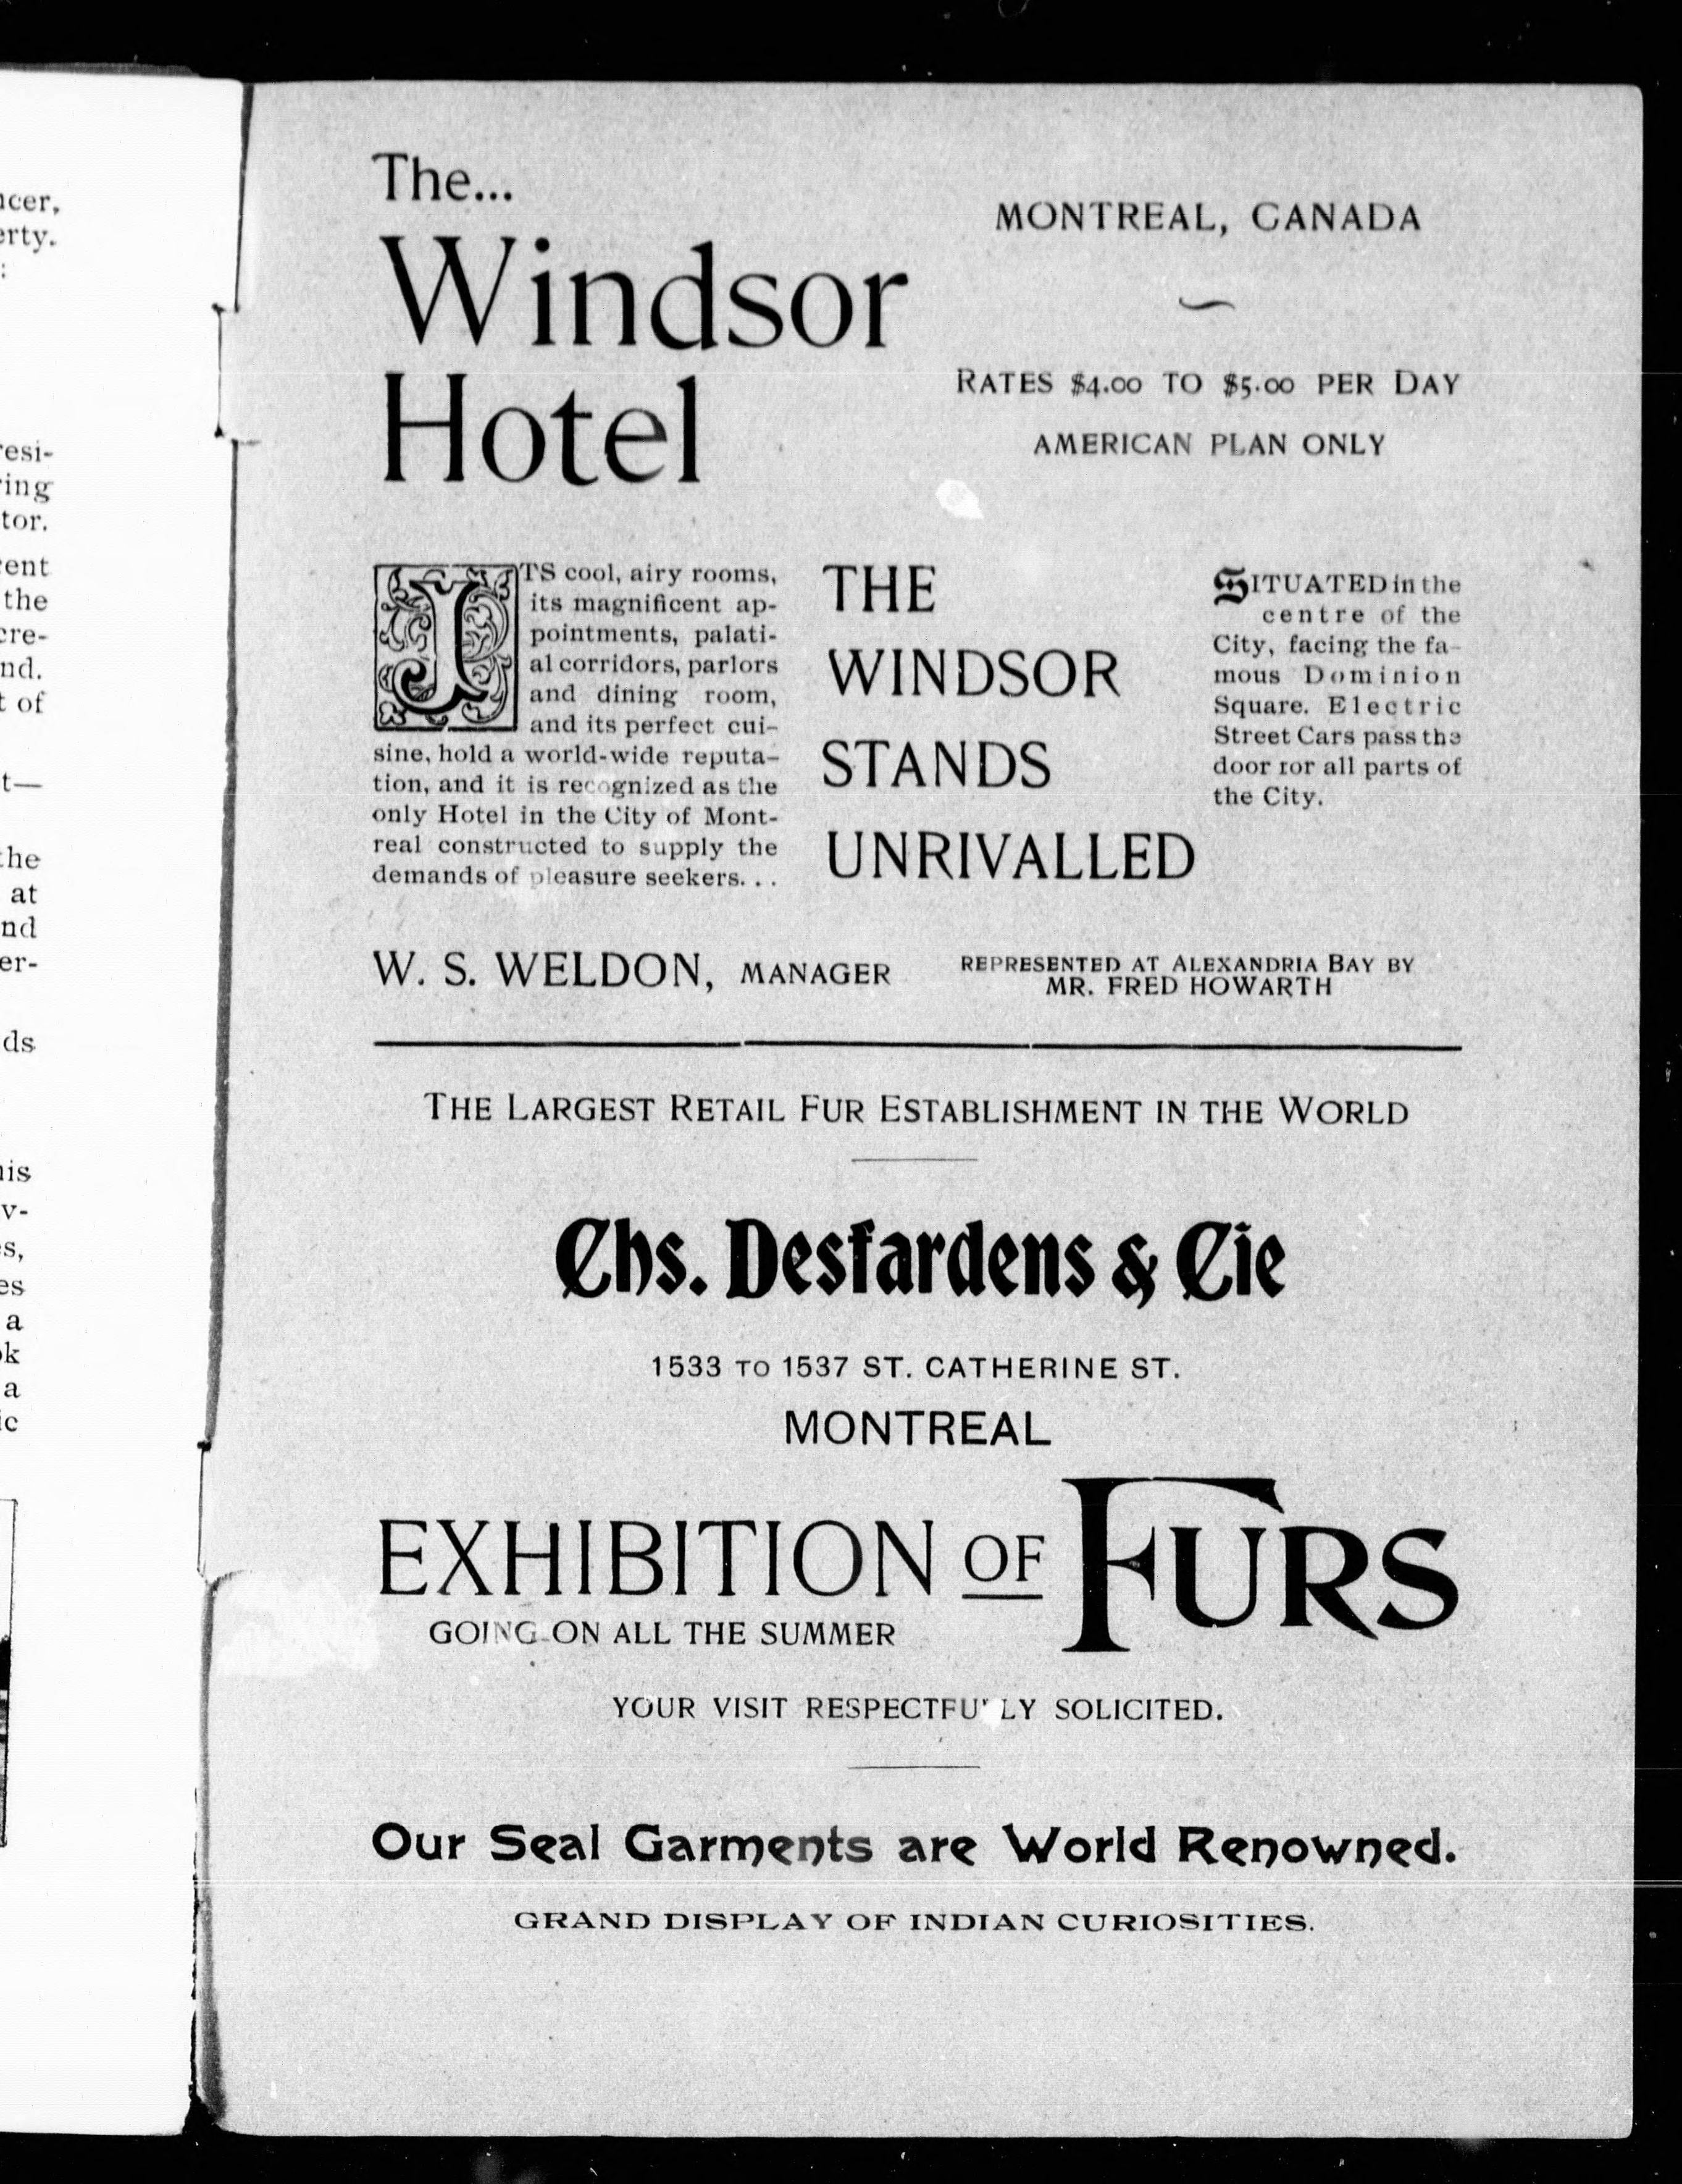 The...
Windsor
Hotel
MONTREAL, CANADA
RATES $4.00 TO $5.00 PER DAY
AMERICAN PLAN ONLY
ITS cool, airy rooms,
its magnificent ap-
pointments, palati-
al corridors, parlors
and dining room,
and its perfect cui-
sine, hold a world-wide reputa-
tion, and it is recognized as the
only Hotel in the City of Mont-
real constructed to supply the
demands of pleasure seekers. . .
THE
WINDSOR
STANDS
UNRIVALLED
SITUATED in the
centre of the
City, facing the fa-
mous Dominion
Square. Electric
Street Cars pass the
door for all parts of
the City.
W. S. WELDON, MANAGER
REPRESENTED AT ALEXANDRIA BAY BY
MR. FRED HOWARTH
THE LARGEST RETAIL FUR ESTABLISHMENT IN THE WORLD
Chs. Desfardens & Cie
1533 TO 1537 ST. CATHERINE ST.
MONTREAL
EXHIBITION OF FURS
GOING ON ALL THE SUMMER
YOUR VISIT RESPECTFULLY SOLICITED.
Our Seal Garments are World Renowned.
GRAND DISPLAY OF INDIAN CURIOSITIES.